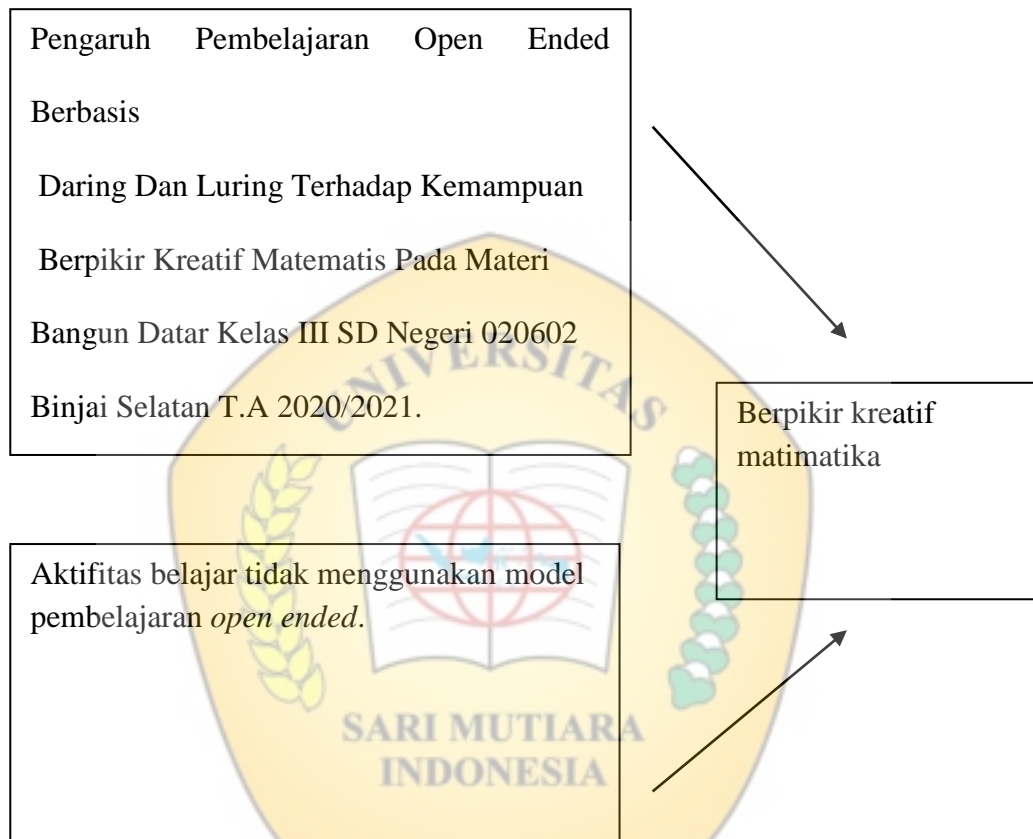 Pengaruh Pembelajaran Open Ended
Berbasis
Daring Dan Luring Terhadap Kemampuan
Berpikir Kreatif Matematis Pada Materi
Bangun Datar Kelas III SD Negeri 020602
Binjai Selatan T.A 2020/2021.
Berpikir kreatif
matimatika
Aktifitas belajar tidak menggunakan model
pembelajaran open ended.
UNIVERSITAS
SARI MUTIARA
INDONESIA